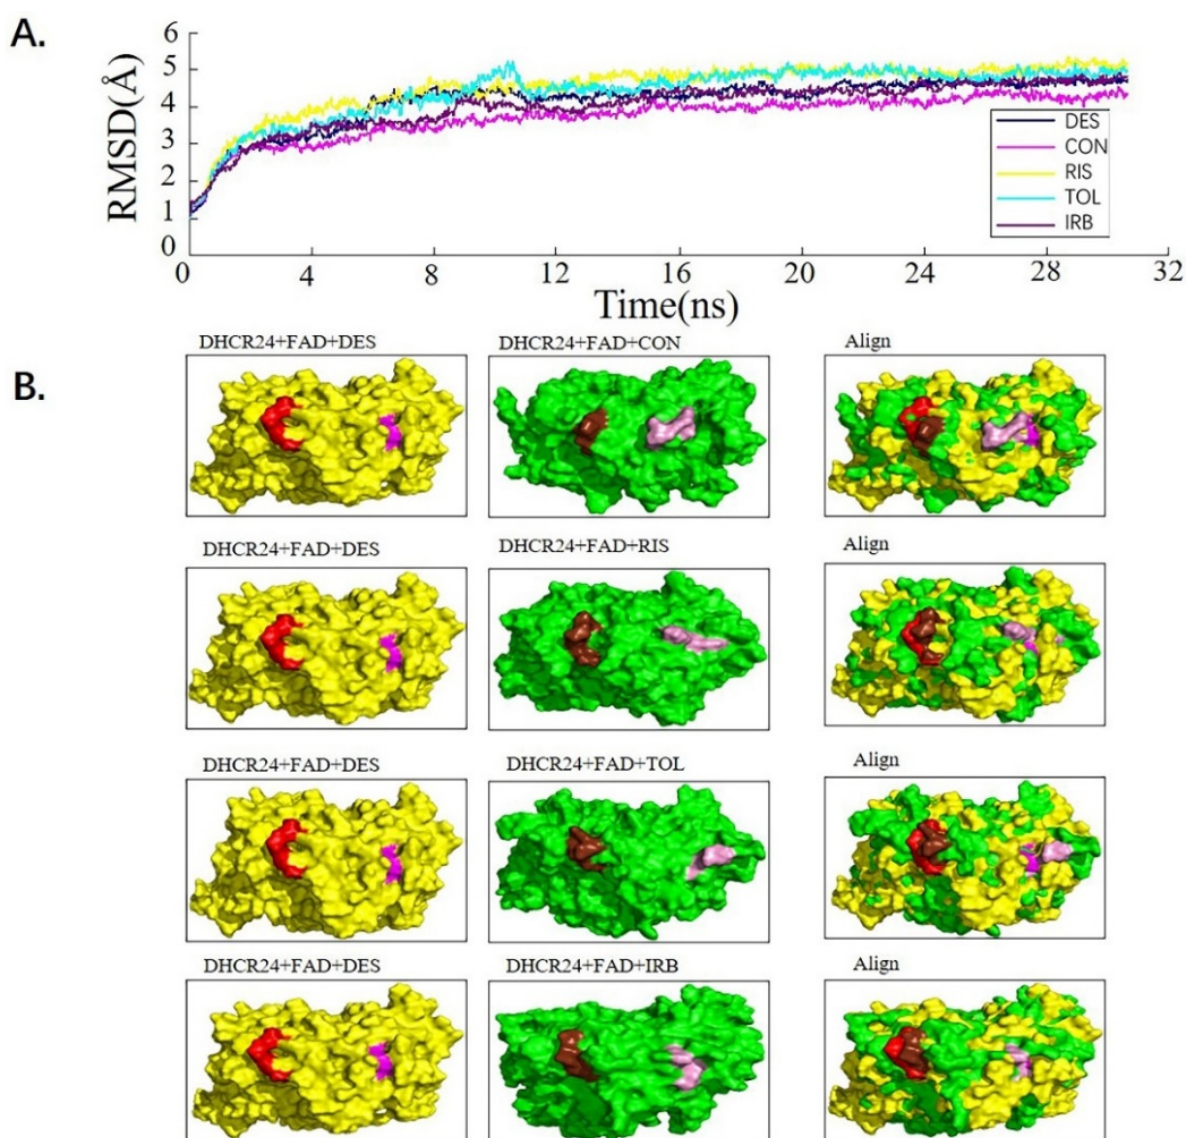 A.
RMSD(Å)
6
5
4
3
2
1
0
0 4 8 12 16 20 24 28 32
Time(ns)
DES
CON
RIS
TOL
IRB
B.
DHCR24+FAD+DES DHCR24+FAD+CON Align
DHCR24+FAD+DES DHCR24+FAD+RIS Align
DHCR24+FAD+DES DHCR24+FAD+TOL Align
DHCR24+FAD+DES DHCR24+FAD+IRB Align